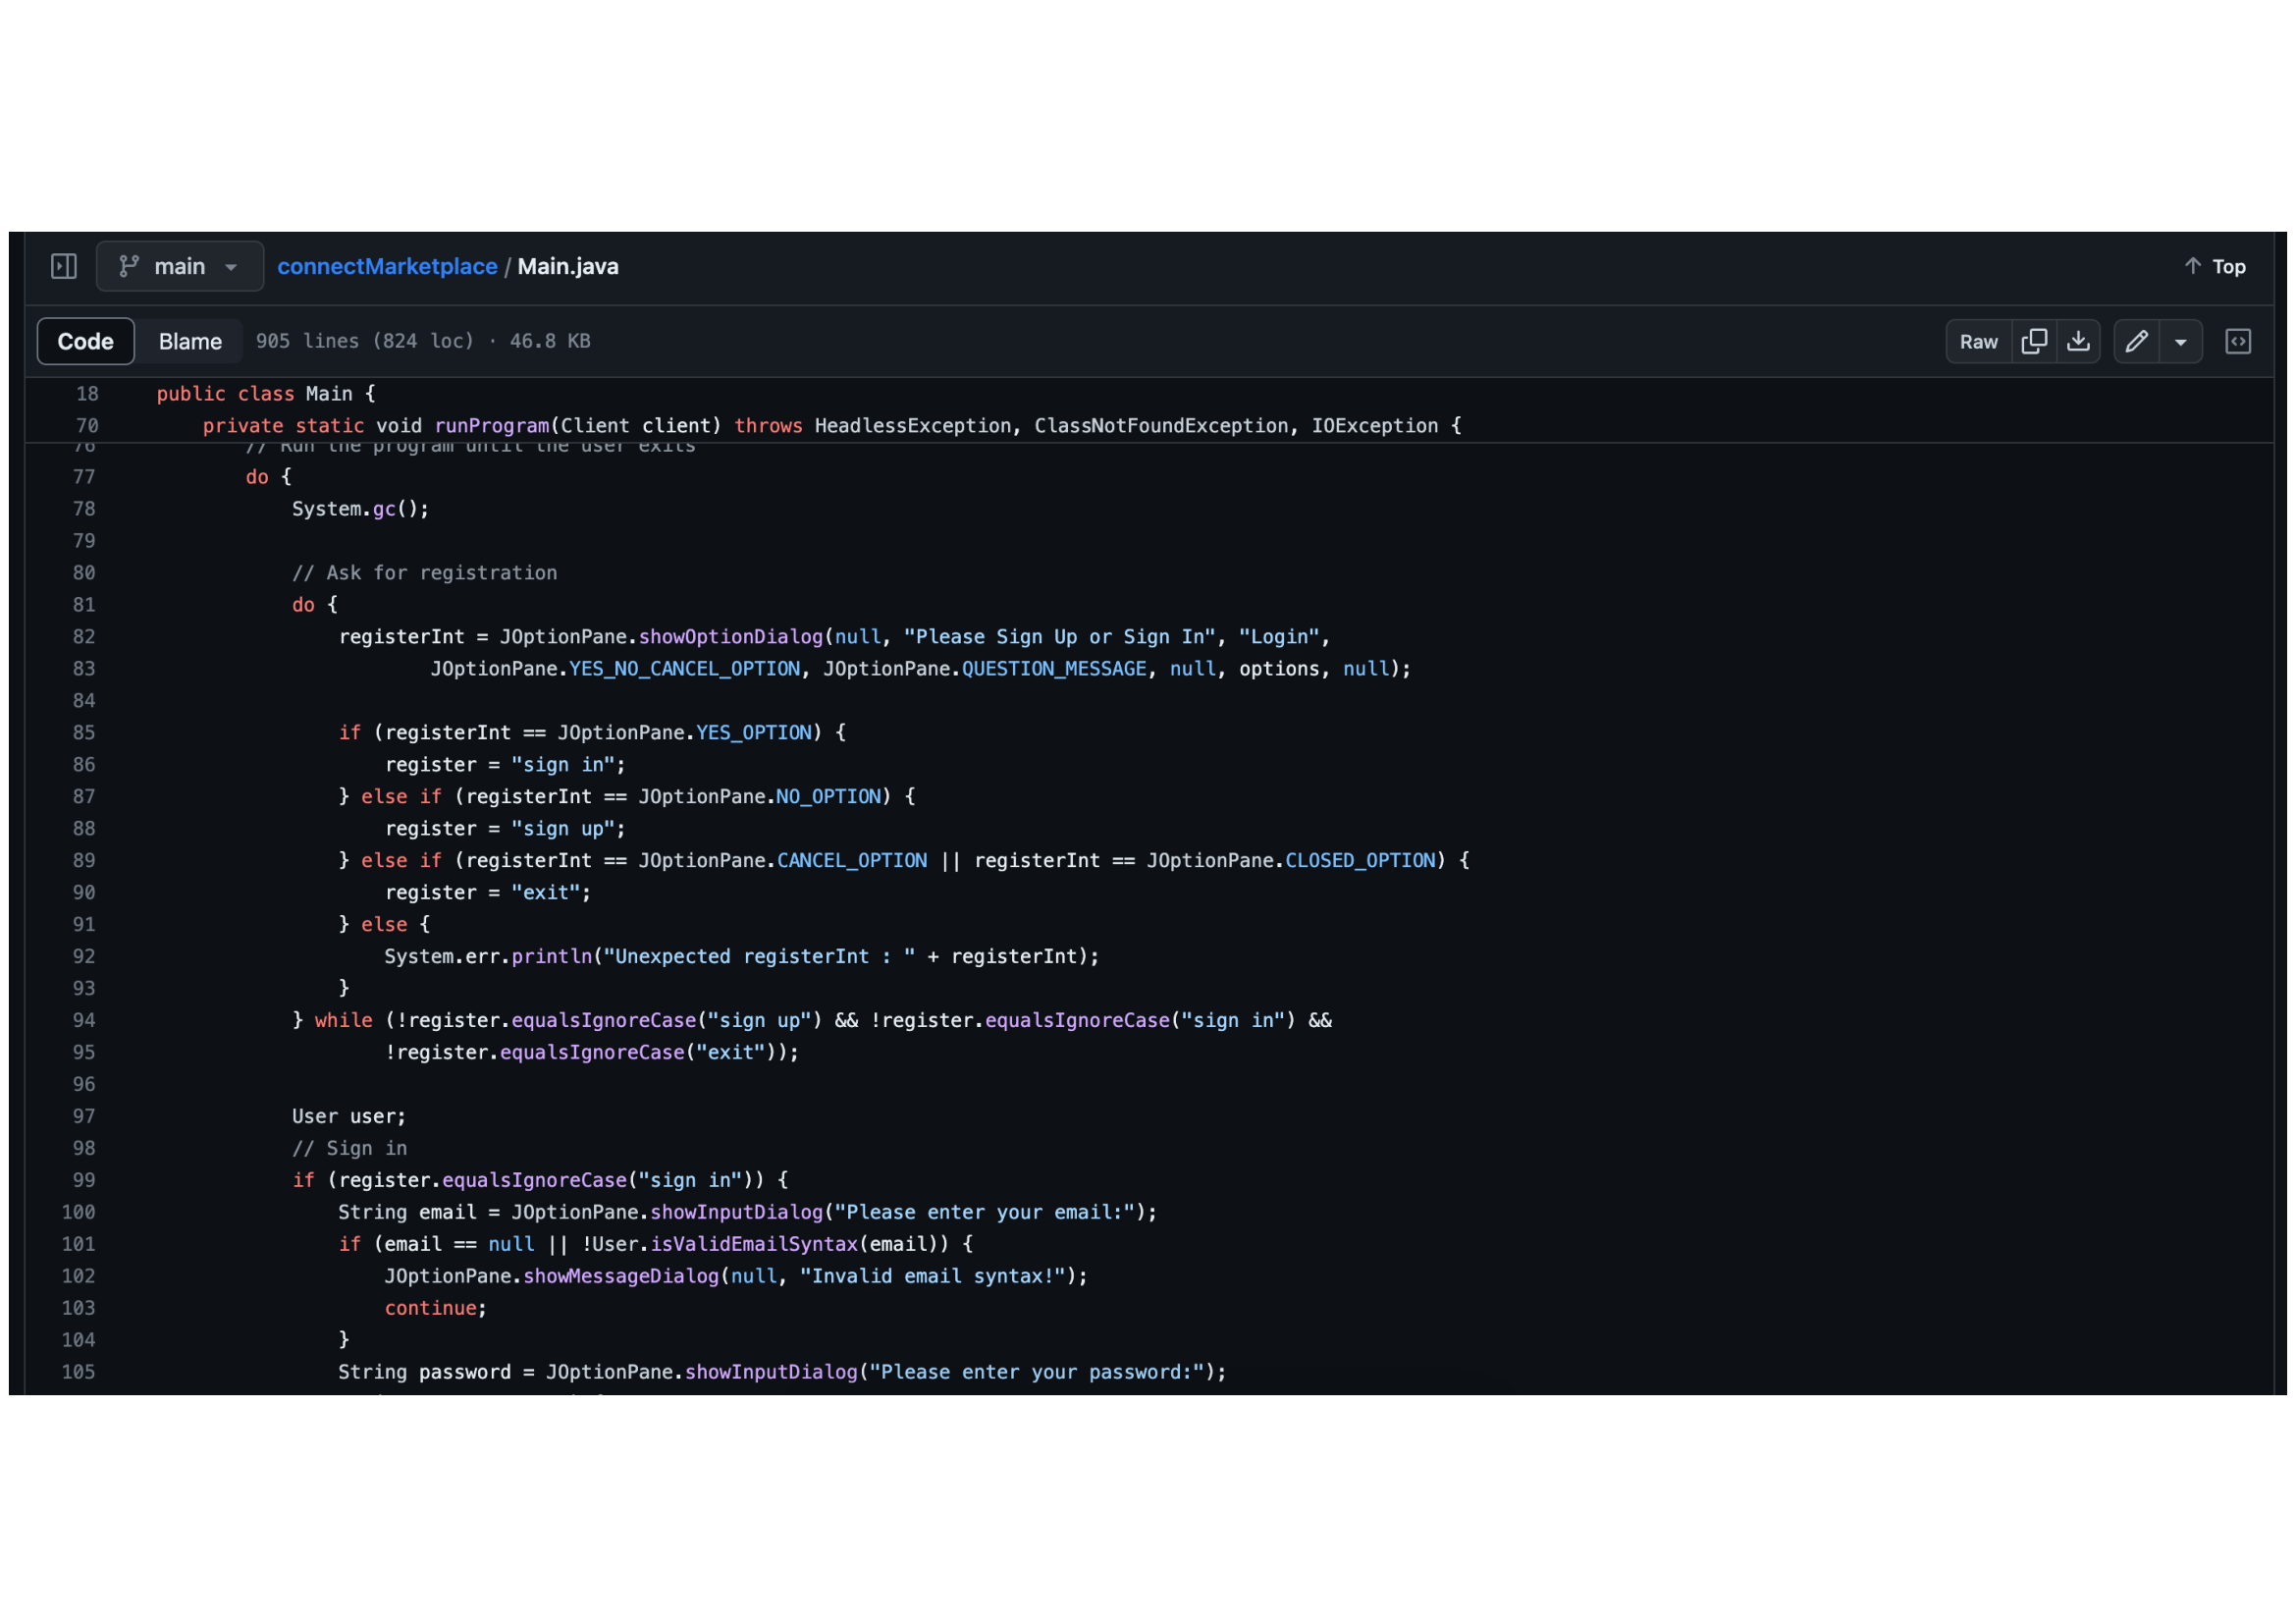 main connectMarketplace / Main.java Top
Code Blame 905 lines (824 loc) · 46.8 KB Raw
18 public class Main {
70 private static void runProgram(Client client) throws HeadlessException, ClassNotFoundException, IOException {
76 // Run the program until the user exits
77 do {
78 System.gc();
79
80 // Ask for registration
81 do {
82 registerInt = JOptionPane.showOptionDialog(null, "Please Sign Up or Sign In", "Login",
83 JOptionPane.YES_NO_CANCEL_OPTION, JOptionPane.QUESTION_MESSAGE, null, options, null);
84
85 if (registerInt == JOptionPane.YES_OPTION) {
86 register = "sign in";
87 } else if (registerInt == JOptionPane.NO_OPTION) {
88 register = "sign up";
89 } else if (registerInt == JOptionPane.CANCEL_OPTION || registerInt == JOptionPane.CLOSED_OPTION) {
90 register = "exit";
91 } else {
92 System.err.println("Unexpected registerInt : " + registerInt);
93 }
94 } while (!register.equalsIgnoreCase("sign up") && !register.equalsIgnoreCase("sign in") &&
95 !register.equalsIgnoreCase("exit"));
96
97 User user;
98 // Sign in
99 if (register.equalsIgnoreCase("sign in")) {
100 String email = JOptionPane.showInputDialog("Please enter your email:");
101 if (email == null || !User.isValidEmailSyntax(email)) {
102 JOptionPane.showMessageDialog(null, "Invalid email syntax!");
103 continue;
104 }
105 String password = JOptionPane.showInputDialog("Please enter your password:");